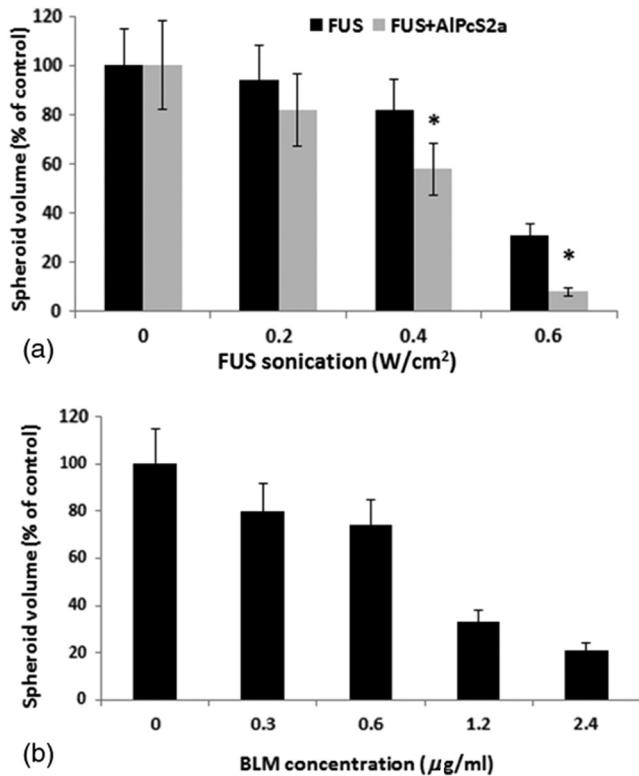 FUS FUS+AlPcS2a
Spheroid volume (% of control)
120
100
80
60
40
20
0
*
*
0 0.2 0.4 0.6
(a)
FUS sonication (W/cm²)
Spheroid volume (% of control)
120
100
80
60
40
20
0
0 0.3 0.6 1.2 2.4
(b)
BLM concentration (µg/ml)